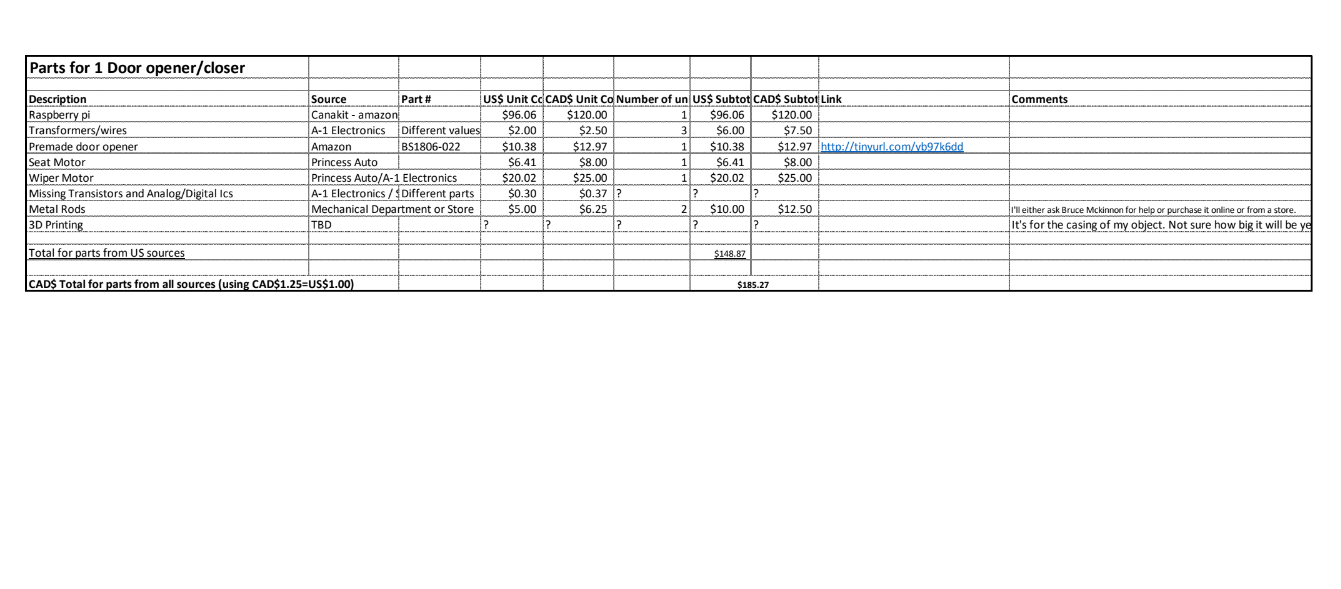 Parts for 1 Door opener/closer
Description Source Part # US$ Unit Co CAD$ Unit Co Number of un US$ Subtot CAD$ Subtot Link Comments
Raspberry pi Canakit - amazon $96.06 $120.00 1 $96.06 $120.00
Transformers/wires A-1 Electronics Different values $2.00 $2.50 3 $6.00 $7.50
Premade door opener Amazon BS1806-022 $10.38 $12.97 1 $10.38 $12.97 http://tinyurl.com/yb97k6dd
Seat Motor Princess Auto $6.41 $8.00 1 $6.41 $8.00
Wiper Motor Princess Auto/A-1 Electronics $20.02 $25.00 1 $20.02 $25.00
Missing Transistors and Analog/Digital Ics A-1 Electronics / Different parts $0.30 $0.37 ? ? ?
Metal Rods Mechanical Department or Store $5.00 $6.25 2 $10.00 $12.50 I'll either ask Bruce Mckinnon for help or purchase it online or from a store.
3D Printing TBD ? ? ? ? ? It's for the casing of my object. Not sure how big it will be ye
Total for parts from US sources $148.87
CAD$ Total for parts from all sources (using CAD$1.25=US$1.00) $185.27